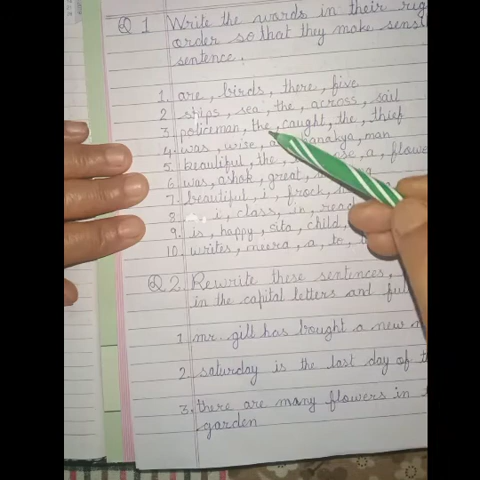 Q 1 Write the words in their
order so that they make
sentence.
1. are, birds, there, five
2 ships, sea, the, across, sail
3 policeman, the, caught, the, thief
4. was, wise, man
5. beautiful, the, a,
6 was, ashok, great,
7. beautiful, i, frock,
8 i, class, in,
9. is, happy, sita, child,
10. writes, meera, a, to,
Q 2. Rewrite these sentences,
in the capital letters and
1 mr. gill has bought a new
2. saturday is the last day of
3. there are many flowers in
garden